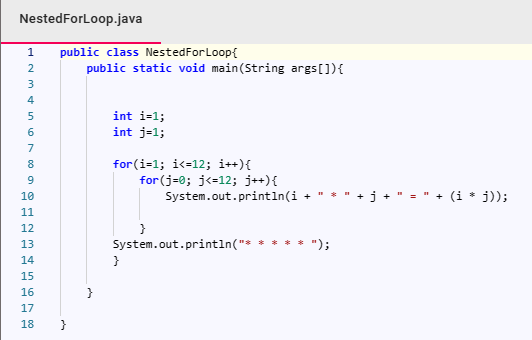 NestedForLoop.java
1 public class NestedForLoop{
2 public static void main(String args[]){
3
4
5 int i=1;
6 int j=1;
7
8 for(i=1; i<=12; i++){
9 for(j=0; j<=12; j++){
10 System.out.println(i + " * " + j + " = " + (i * j));
11
12 }
13 System.out.println("* * * * * ");
14 }
15
16 }
17
18 }